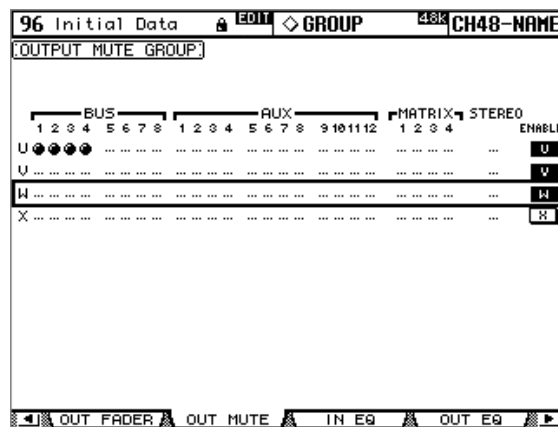 96 Initial Data EDIT GROUP 48K CH48-NAME
OUTPUT MUTE GROUP
BUS AUX MATRIX STEREO
1 2 3 4 5 6 7 8 1 2 3 4 5 6 7 8 9 10 11 12 1 2 3 4 ENABL
U U
V V
W W
X X
OUT FADER OUT MUTE IN EQ OUT EQ